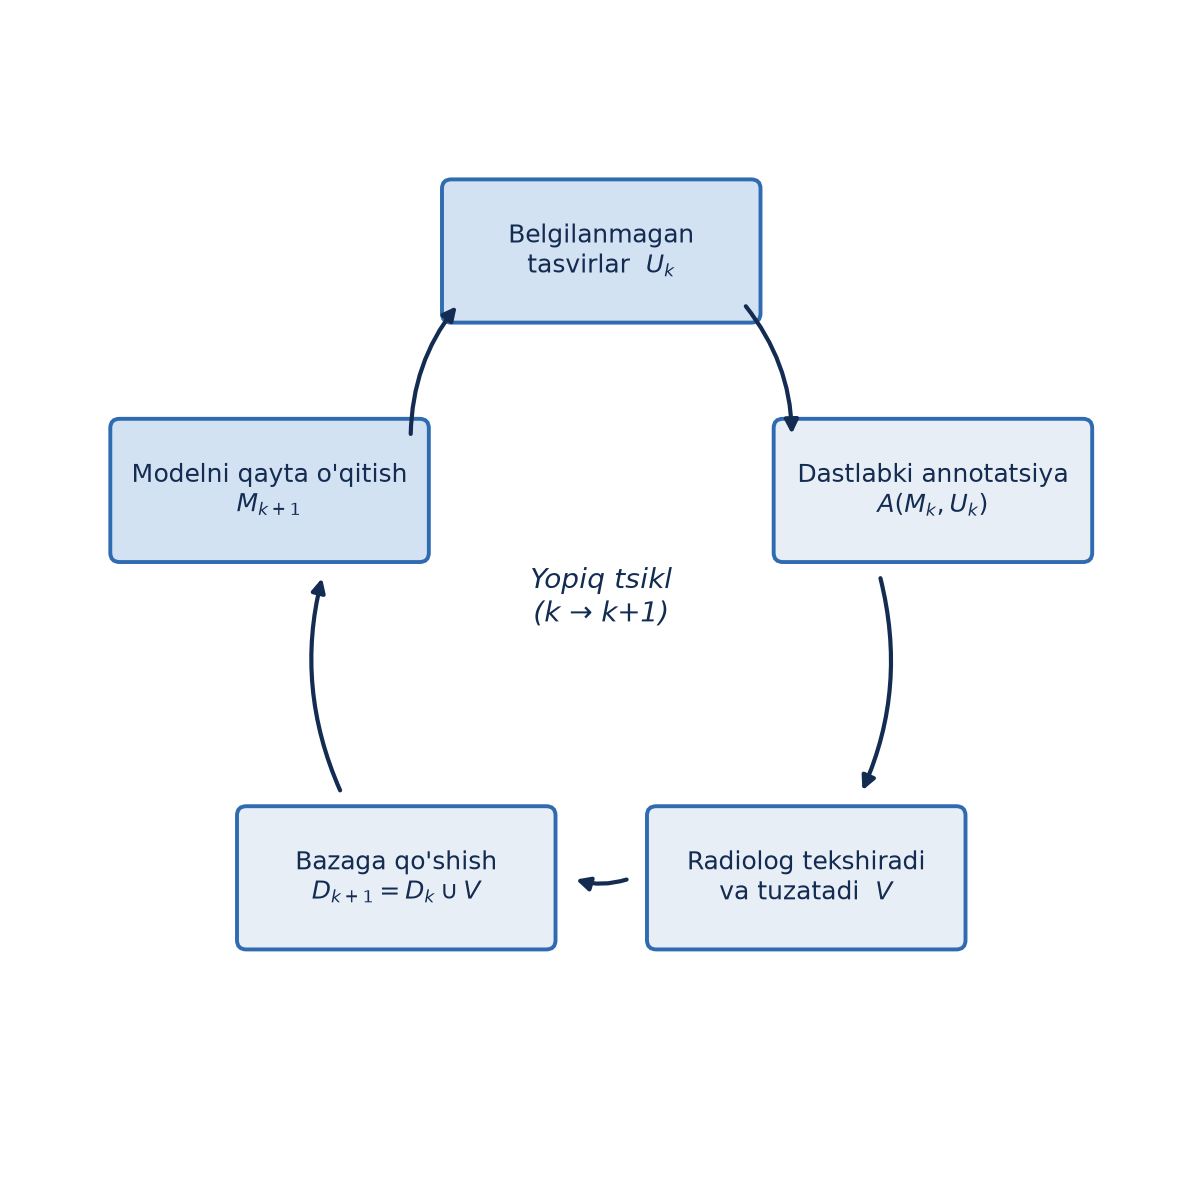 Belgilanmagan
tasvirlar U_k
Dastlabki annotatsiya
A(M_k, U_k)
Radiolog tekshiradi
va tuzatadi V
Bazaga qo'shish
D_{k+1} = D_k ∪ V
Modelni qayta o'qitish
M_{k+1}
Yopiq tsikl
(k → k+1)